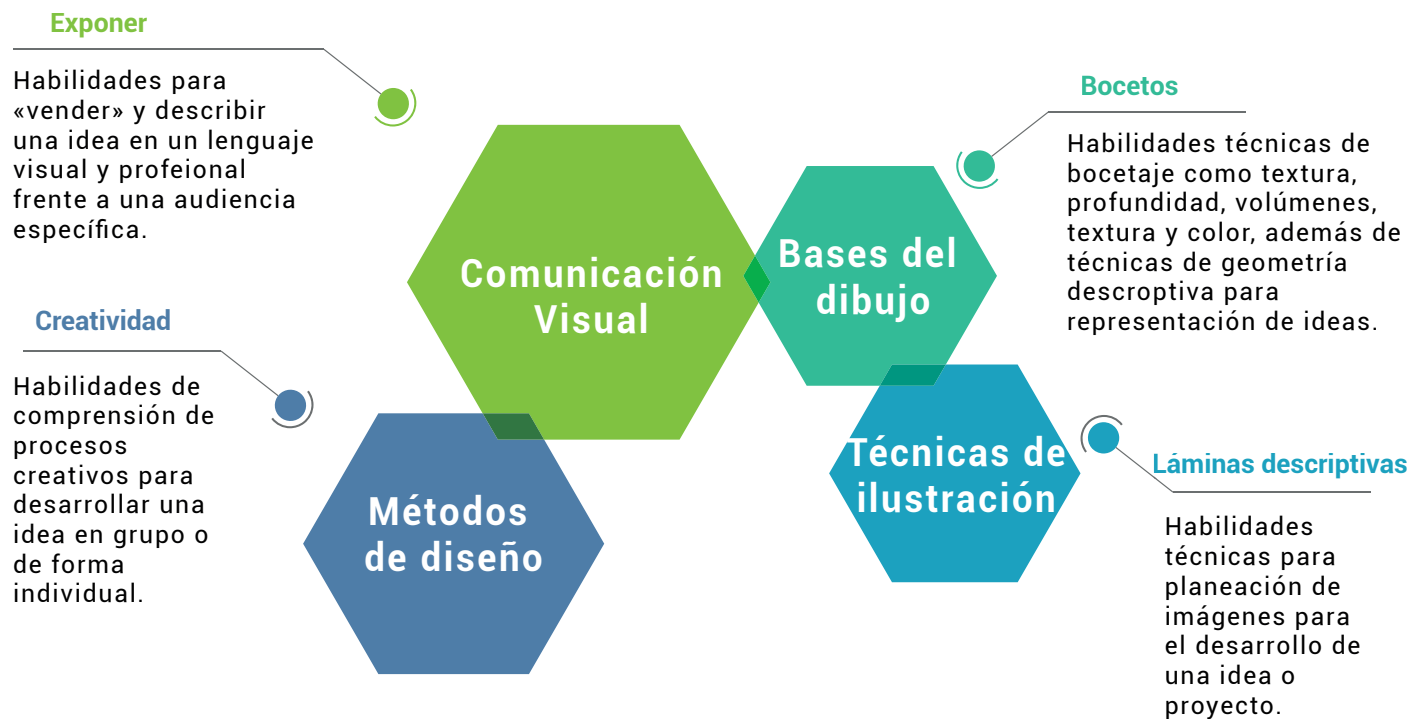 Exponer
Habilidades para
«vender» y describir
una idea en un lenguaje
visual y profeional
frente a una audiencia
específica.
Creatividad
Habilidades de
comprensión de
procesos
creativos para
desarrollar una
idea en grupo o
de forma
individual.
Comunicación
Visual
Métodos
de diseño
Bases del
dibujo
Técnicas de
ilustración
Bocetos
Habilidades técnicas de
bocetaje como textura,
profundidad, volúmenes,
textura y color, además de
técnicas de geometría
descroptiva para
representación de ideas.
Láminas descriptivas
Habilidades
técnicas para
planeación de
imágenes para
el desarrollo de
una idea o
proyecto.